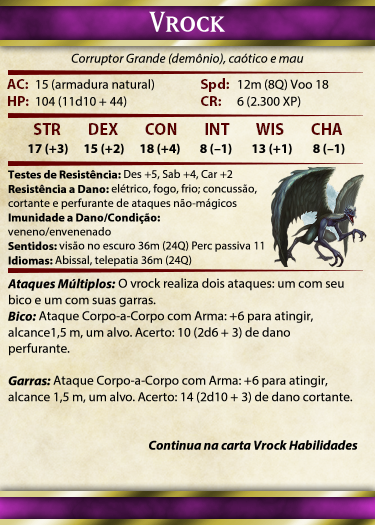 VROCK
Corruptor Grande (demônio), caótico e mau
AC: 15 (armadura natural) Spd: 12m (8Q) Voo 18
HP: 104 (11d10 + 44) CR: 6 (2.300 XP)
STR DEX CON INT WIS CHA
17 (+3) 15 (+2) 18 (+4) 8 (−1) 13 (+1) 8 (−1)
Testes de Resistência: Des +5, Sab +4, Car +2
Resistência a Dano: elétrico, fogo, frio; concussão,
cortante e perfurante de ataques não-mágicos
Imunidade a Dano/Condição:
veneno/envenenado
Sentidos: visão no escuro 36m (24Q) Perc passiva 11
Idiomas: Abissal, telepatia 36m (24Q)
Ataques Múltiplos: O vrock realiza dois ataques: um com seu
bico e um com suas garras.
Bico: Ataque Corpo-a-Corpo com Arma: +6 para atingir,
alcance1,5 m, um alvo. Acerto: 10 (2d6 + 3) de dano
perfurante.
Garras: Ataque Corpo-a-Corpo com Arma: +6 para atingir,
alcance 1,5 m, um alvo. Acerto: 14 (2d10 + 3) de dano cortante.
Continua na carta Vrock Habilidades